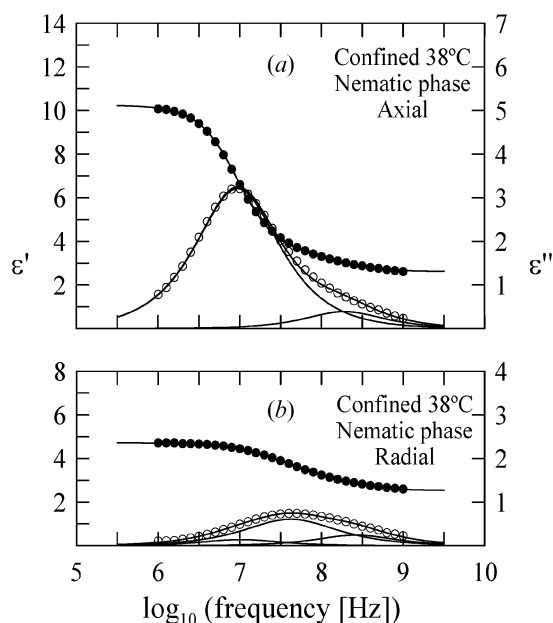 14
12
10
8
6
4
2
ε'
7
6
5
4
3
2
1
ε''
(a)
Confined 38ºC
Nematic phase
Axial
8
6
4
2
4
3
2
1
(b)
Confined 38ºC
Nematic phase
Radial
5 6 7 8 9 10
log10 (frequency [Hz])